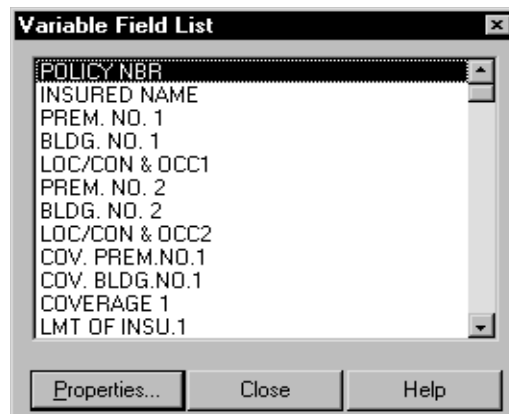 Variable Field List
POLICY NBR
INSURED NAME
PREM. NO. 1
BLDG. NO. 1
LOC/CON & OCC1
PREM. NO. 2
BLDG. NO. 2
LOC/CON & OCC2
COV. PREM.NO.1
COV. BLDG.NO.1
COVERAGE 1
LMT OF INSU.1
Properties... Close Help